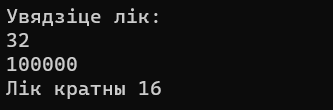 Увядзіце лік:
32
100000
Лік кратны 16